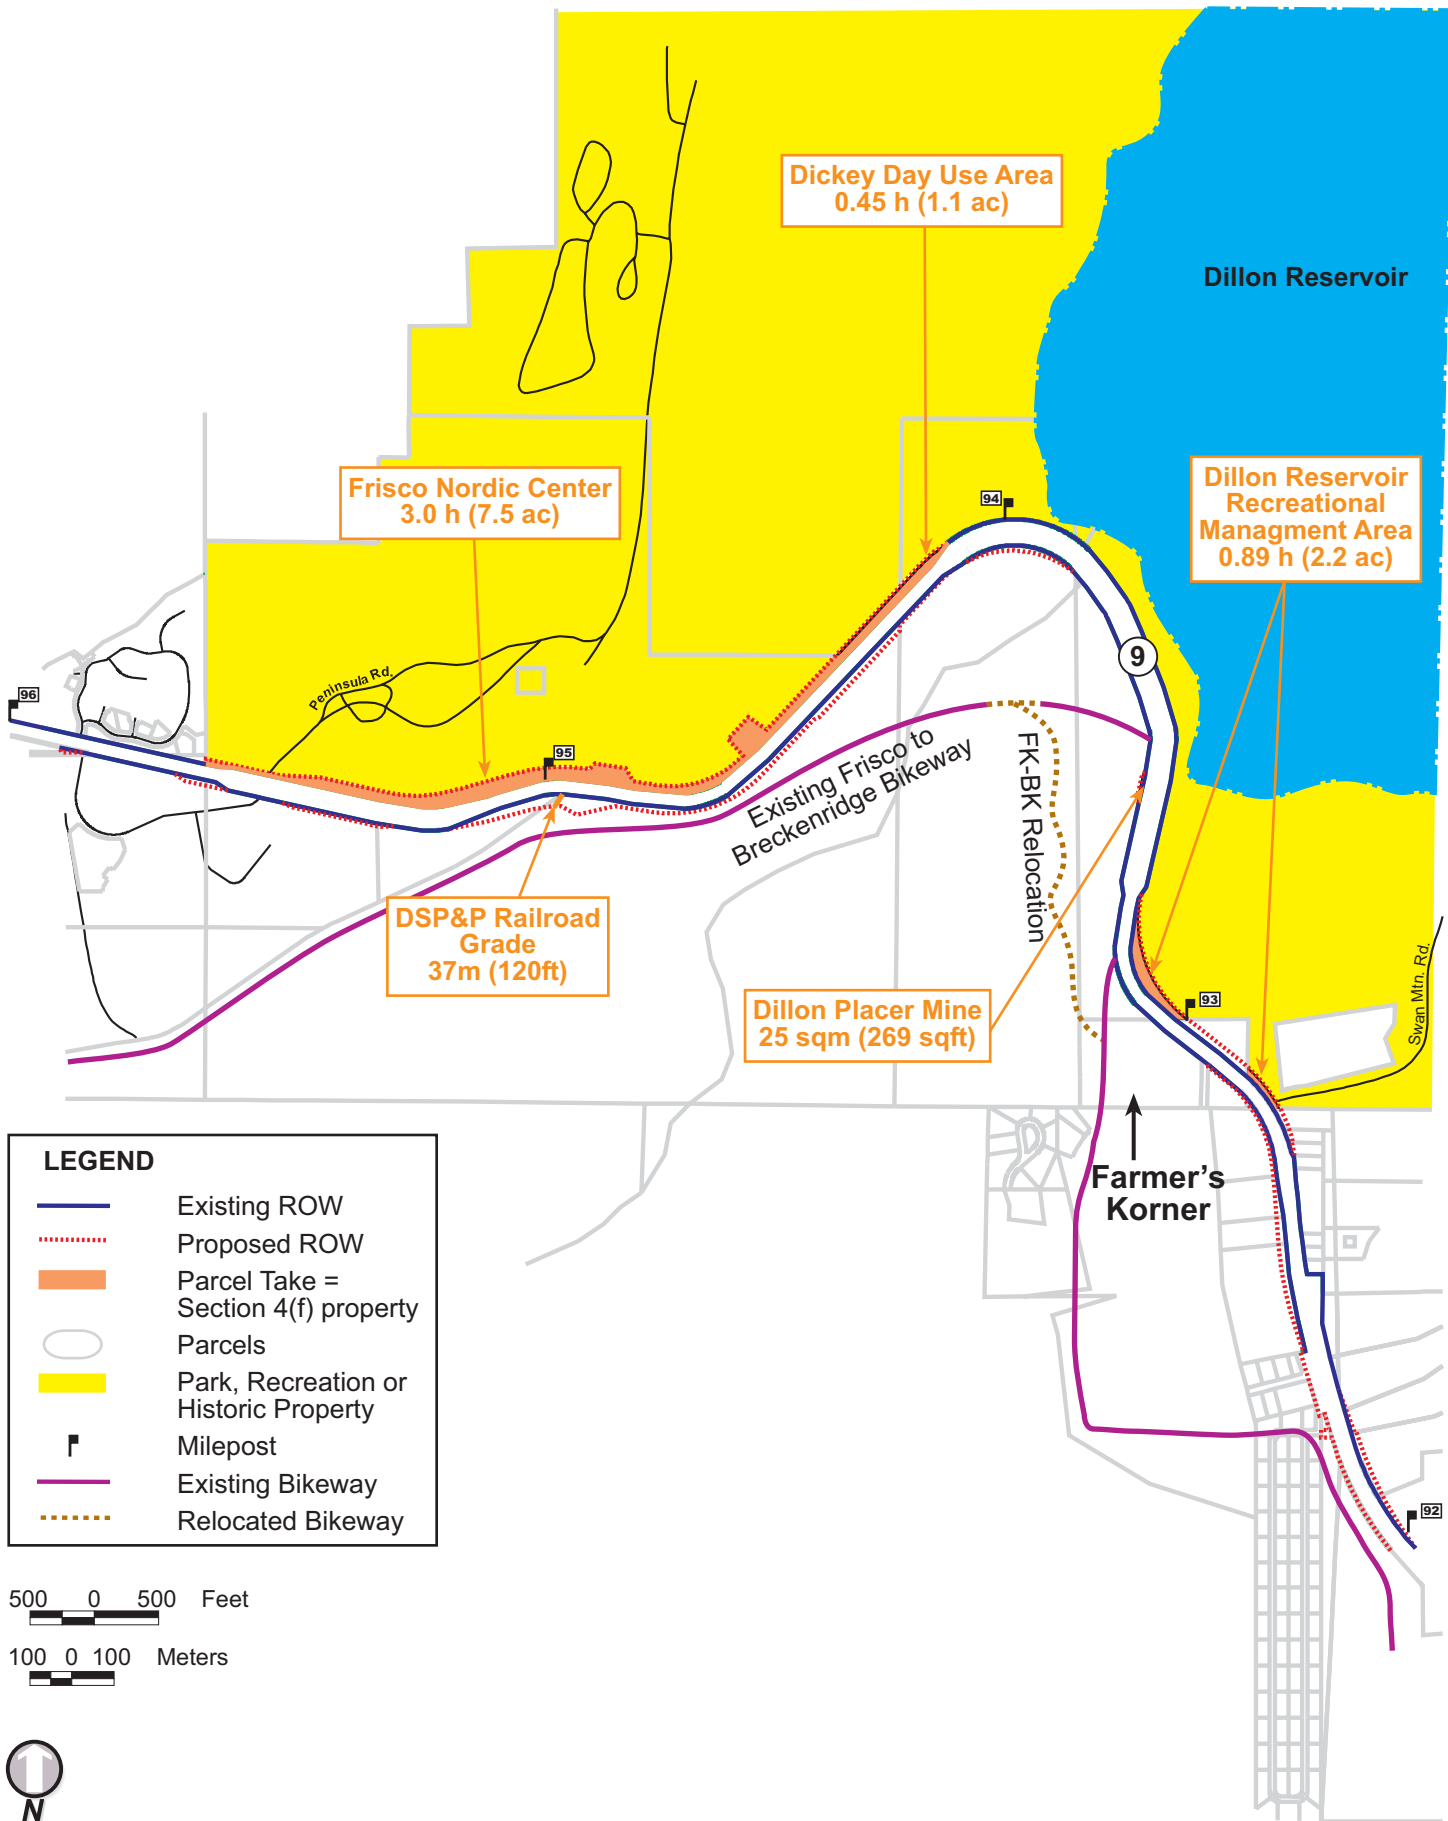 Dickey Day Use Area
0.45 h (1.1 ac)
Dillon Reservoir
Frisco Nordic Center
3.0 h (7.5 ac)
94
Dillon Reservoir
Recreational
Managment Area
0.89 h (2.2 ac)
9
96
Peninsula Rd.
95
Existing Frisco to
Breckenridge Bikeway
FK-BK Relocation
DSP&P Railroad
Grade
37m (120ft)
Dillon Placer Mine
25 sqm (269 sqft)
93
Swan Mtn. Rd.
Farmer's
Korner
92
LEGEND
Existing ROW
Proposed ROW
Parcel Take =
Section 4(f) property
Parcels
Park, Recreation or
Historic Property
Milepost
Existing Bikeway
Relocated Bikeway
500 0 500 Feet
100 0 100 Meters
N